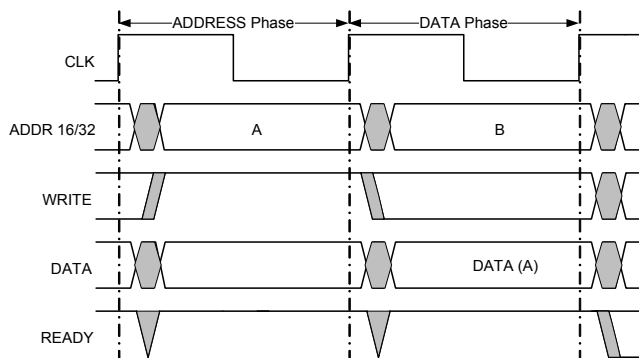 ADDRESS Phase DATA Phase
CLK
ADDR 16/32 A B
WRITE
DATA DATA (A)
READY